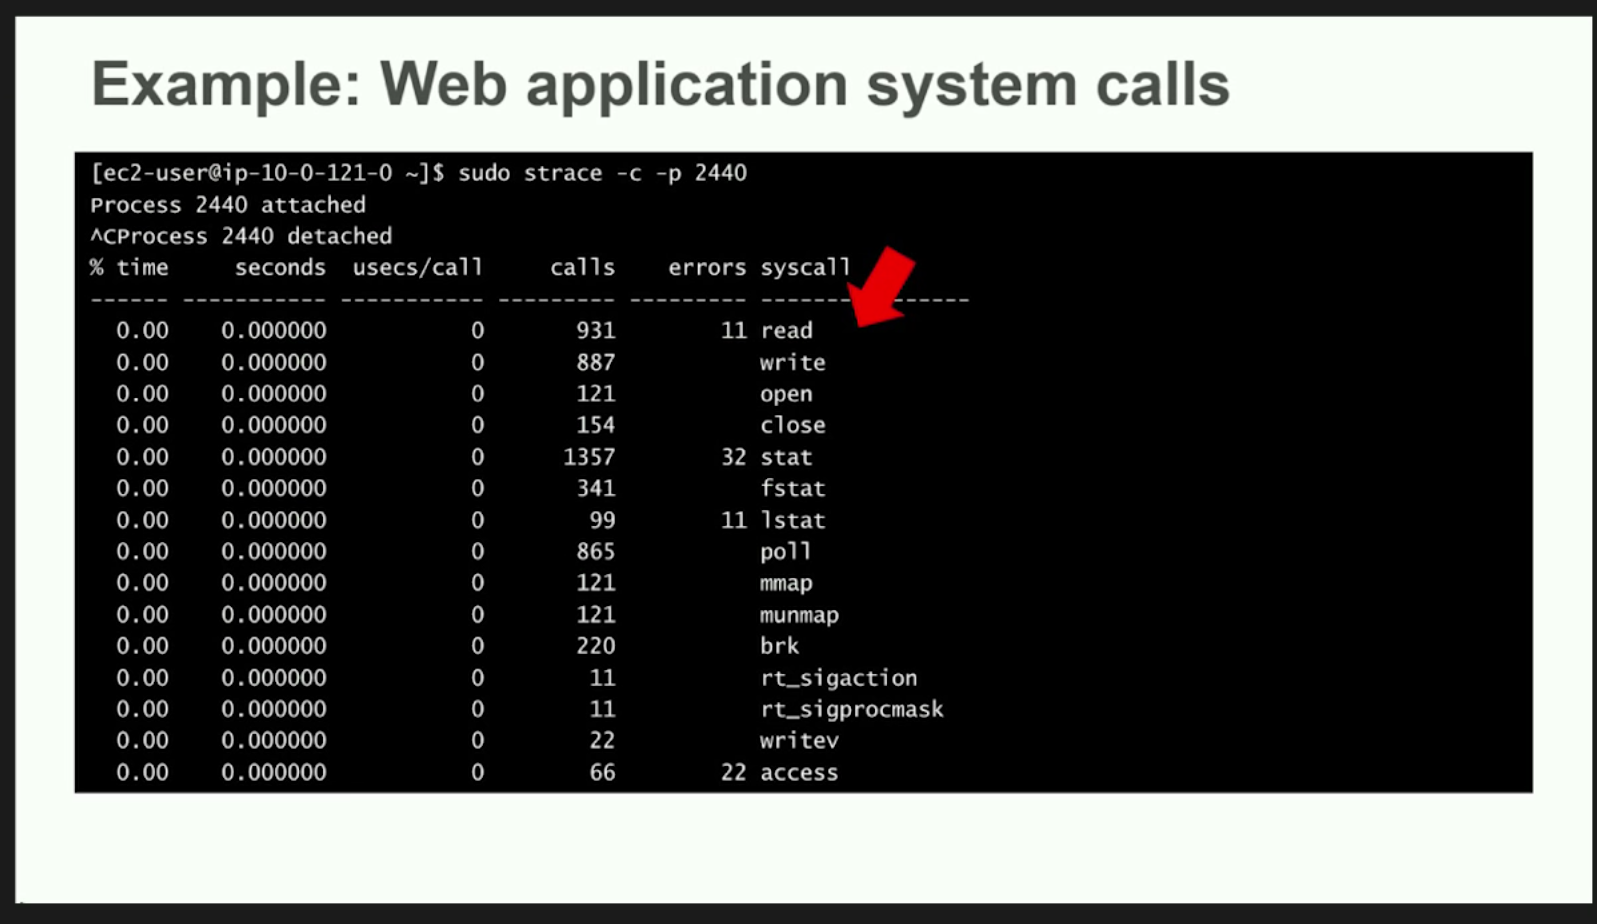 Example: Web application system calls
[ec2-user@ip-10-0-121-0 ~]$ sudo strace -c -p 2440
Process 2440 attached
^CProcess 2440 detached
% time     seconds  usecs/call     calls    errors syscall
------ ----------- ----------- --------- --------- ----------------
  0.00    0.000000           0       931        11 read
  0.00    0.000000           0       887           write
  0.00    0.000000           0       121           open
  0.00    0.000000           0       154           close
  0.00    0.000000           0      1357        32 stat
  0.00    0.000000           0       341           fstat
  0.00    0.000000           0        99        11 lstat
  0.00    0.000000           0       865           poll
  0.00    0.000000           0       121           mmap
  0.00    0.000000           0       121           munmap
  0.00    0.000000           0       220           brk
  0.00    0.000000           0        11           rt_sigaction
  0.00    0.000000           0        11           rt_sigprocmask
  0.00    0.000000           0        22           writev
  0.00    0.000000           0        66        22 access